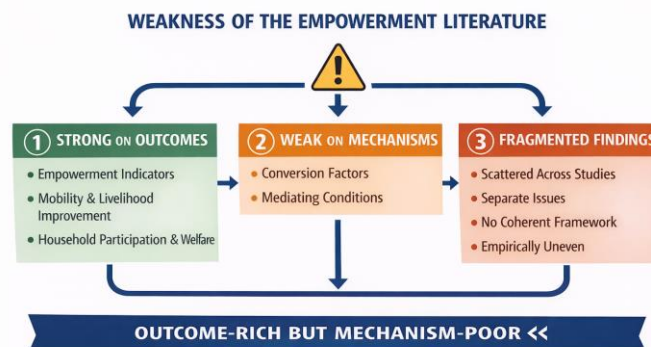 WEAKNESS OF THE EMPOWERMENT LITERATURE
!
1 STRONG ON OUTCOMES
• Empowerment Indicators
• Mobility & Livelihood
Improvement
• Household Participation & Welfare
2 WEAK ON MECHANISMS
• Conversion Factors
• Mediating Conditions
3 FRAGMENTED FINDINGS
• Scattered Across Studies
• Separate Issues
• No Coherent Framework
• Empirically Uneven
OUTCOME-RICH BUT MECHANISM-POOR <<